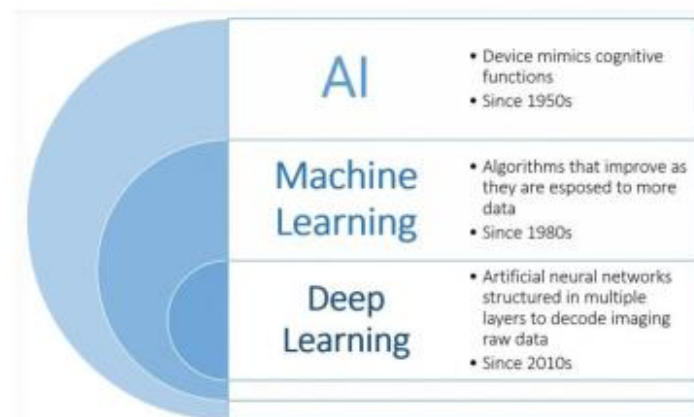 AI
• Device mimics cognitive
functions
• Since 1950s
Machine
Learning
• Algorithms that improve as
they are esposed to more
data
• Since 1980s
Deep
Learning
• Artificial neural networks
structured in multiple
layers to decode imaging
raw data
• Since 2010s